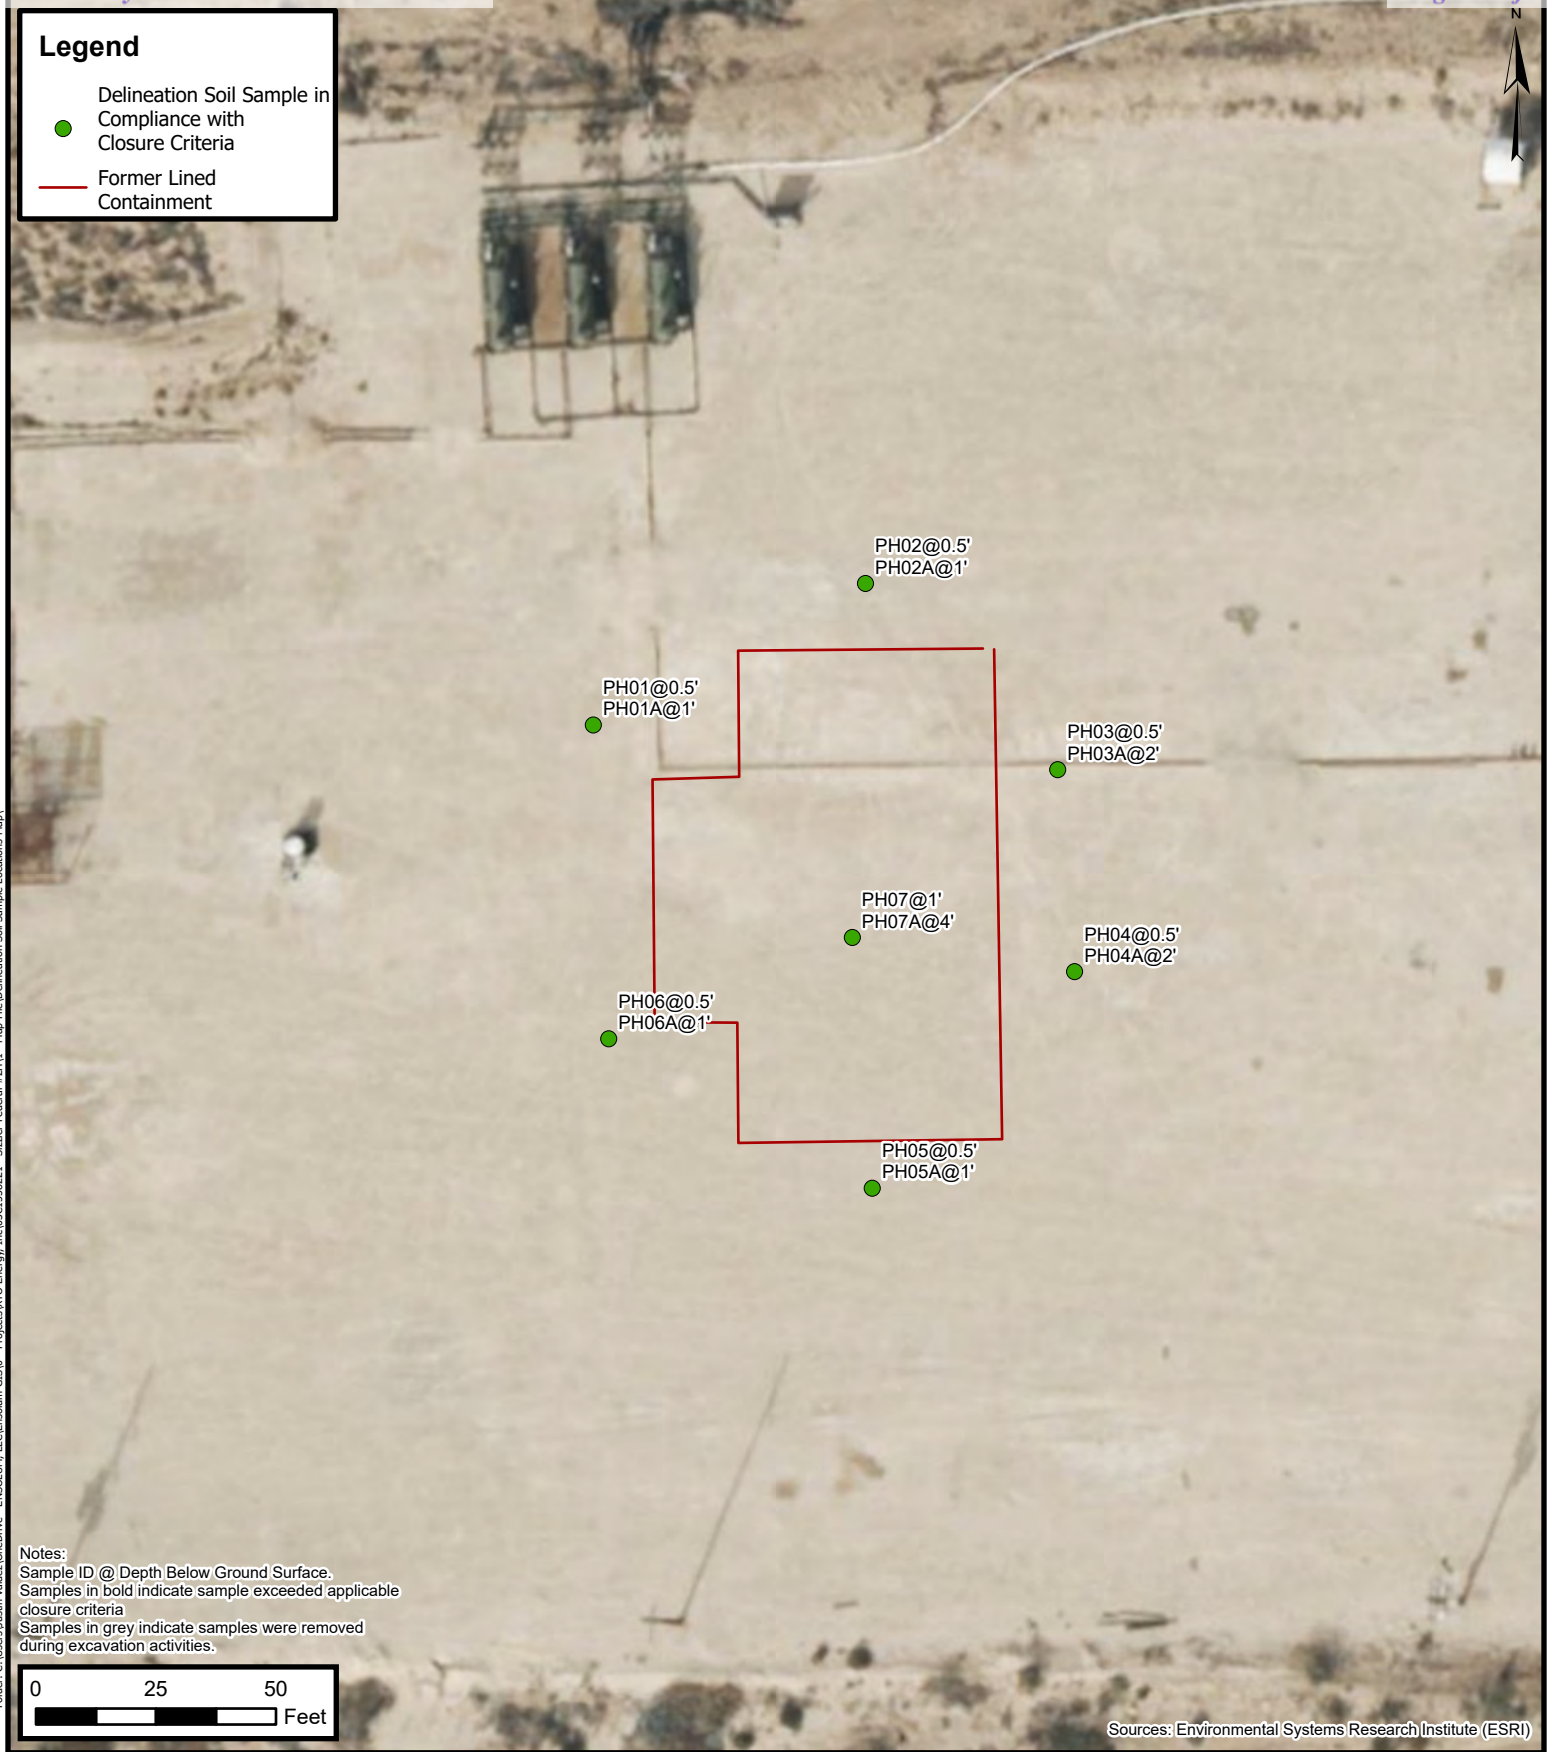 Legend
Delineation Soil Sample in
Compliance with
Closure Criteria
Former Lined
Containment
N
PH02@0.5'
PH02A@1'
PH01@0.5'
PH01A@1'
PH03@0.5'
PH03A@2'
PH07@1'
PH07A@4'
PH04@0.5'
PH04A@2'
PH06@0.5'
PH06A@1'
PH05@0.5'
PH05A@1'
Notes:
Sample ID @ Depth Below Ground Surface.
Samples in bold indicate sample exceeded applicable
closure criteria
Samples in grey indicate samples were removed
during excavation activities.
0 25 50
Feet
Sources: Environmental Systems Research Institute (ESRI)